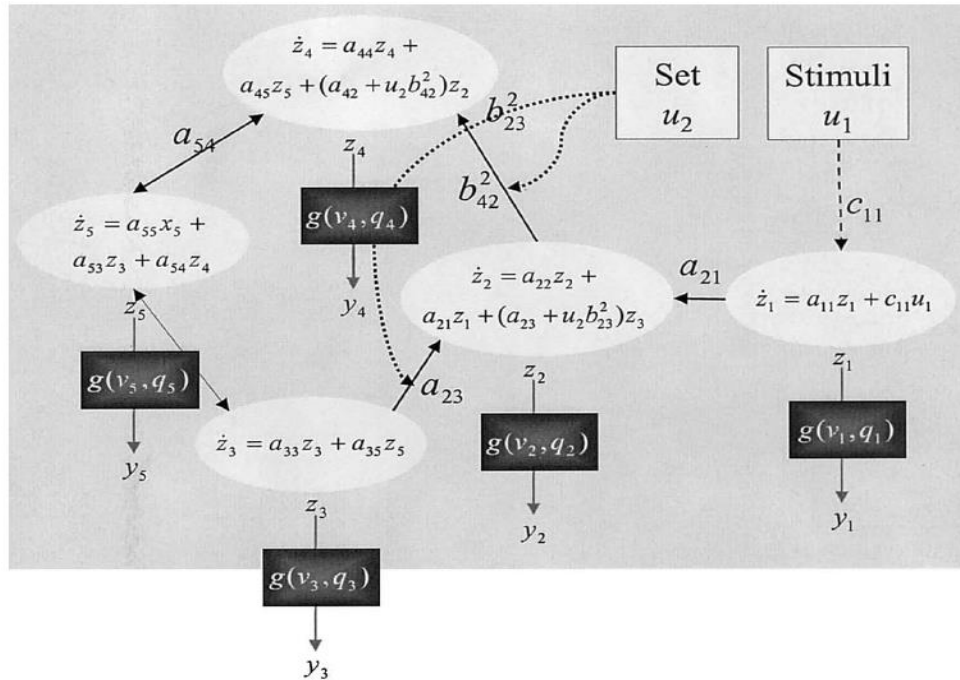 ż₄ = a₄₄z₄ +
a₄₅z₅ + (a₄₂ + u₂b²₄₂)z₂
Set
u₂
Stimuli
u₁
b²₂₃
a₅₄
z₄
g(v₄, q₄)
y₄
b²₄₂
c₁₁
ż₅ = a₅₅x₅ +
a₅₃z₃ + a₅₄z₄
z₅
g(v₅, q₅)
y₅
ż₂ = a₂₂z₂ +
a₂₁z₁ + (a₂₃ + u₂b²₂₃)z₃
a₂₁
ż₁ = a₁₁z₁ + c₁₁u₁
a₂₃
z₂
g(v₂, q₂)
y₂
z₁
g(v₁, q₁)
y₁
ż₃ = a₃₃z₃ + a₃₅z₅
z₃
g(v₃, q₃)
y₃